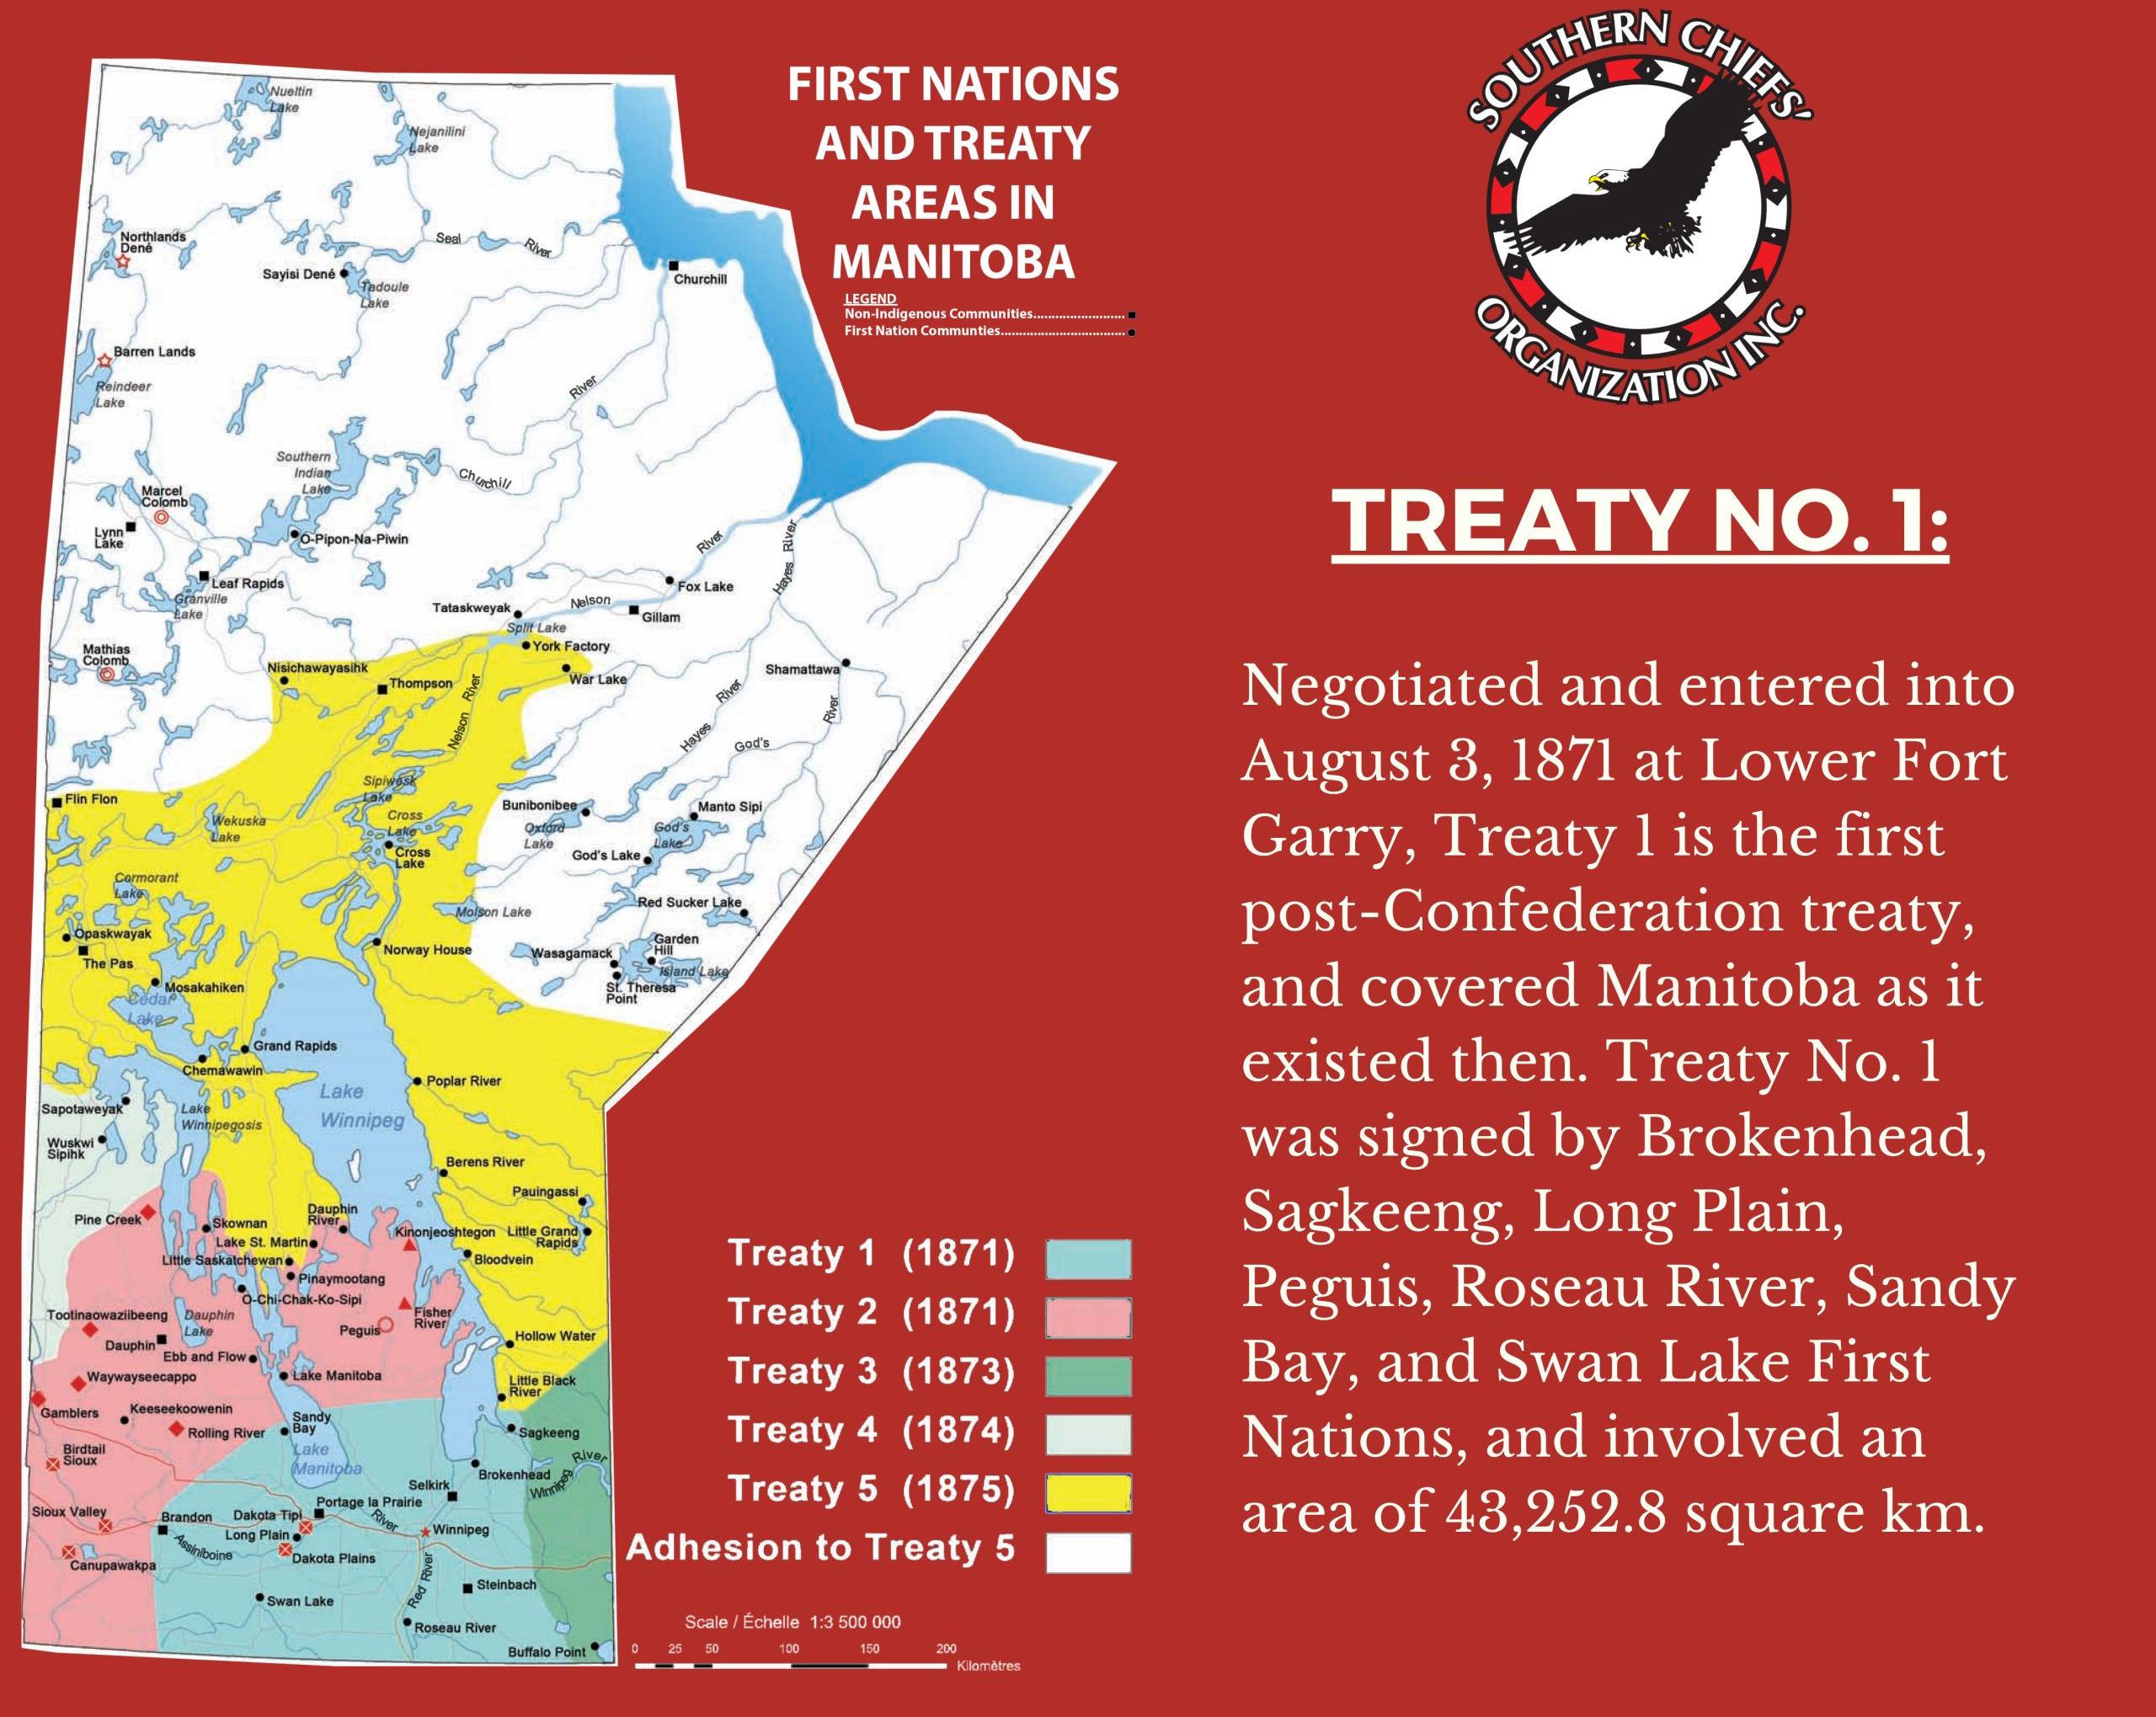 FIRST NATIONS
AND TREATY
AREAS IN
MANITOBA
LEGEND
Non-Indigenous Communities..........................
First Nation Communties...................................
Nueltin
Lake
Nejanilini
Lake
Northlands
Dené
Seal
River
Sayisi Dené
Tadoule
Lake
Churchill
Barren Lands
Reindeer
Lake
River
Southern
Indian
Lake
Churchill
Marcel
Colomb
Lynn
Lake
O-Pipon-Na-Piwin
River
Hayes River
Leaf Rapids
Granville
Lake
Fox Lake
Nelson
Tataskweyak
Gillam
Split Lake
York Factory
Mathias
Colomb
Nisichawayasihk
Thompson
War Lake
Shamattawa
Nelson River
Hayes River
River
God's
Sipiwesk
Lake
Flin Flon
Wekuska
Lake
Cross
Lake
Cross
Lake
Bunibonibee
Oxford
Lake
Manto Sipi
God's
Lake
God's Lake
Cormorant
Lake
Molson Lake
Red Sucker Lake
Opaskwayak
The Pas
Norway House
Wasagamack
Garden
Hill
Island Lake
St. Theresa
Point
Mosakahiken
Cedar
Lake
Grand Rapids
Chemawawin
Poplar River
Lake
Winnipeg
Sapotaweyak
Lake
Winnipegosis
Wuskwi
Sipihk
Berens River
Pauingassi
Pine Creek
Skownan
Dauphin
River
Kinonjeoshtegon
Little Grand
Rapids
Lake St. Martin
Little Saskatchewan
Bloodvein
Pinaymootang
O-Chi-Chak-Ko-Sipi
Tootinaowaziibeeng
Dauphin
Lake
Peguis
Fisher
River
Dauphin
Hollow Water
Ebb and Flow
Waywayseecappo
Lake Manitoba
Little Black
River
Gamblers
Keeseekoowenin
Rolling River
Sandy
Bay
Sagkeeng
Birdtail
Sioux
Lake
Manitoba
Winnipeg River
Brokenhead
Selkirk
Sioux Valley
Brandon
Dakota Tipi
Portage la Prairie
River
Winnipeg
Long Plain
Assiniboine
Dakota Plains
Canupawakpa
Swan Lake
Red River
Steinbach
Roseau River
Buffalo Point
Treaty 1 (1871)
Treaty 2 (1871)
Treaty 3 (1873)
Treaty 4 (1874)
Treaty 5 (1875)
Adhesion to Treaty 5
Scale / Échelle 1:3 500 000
0 25 50 100 150 200
Kilomètres
SOUTHERN CHIEFS'
ORGANIZATION INC.
TREATY NO. 1:
Negotiated and entered into
August 3, 1871 at Lower Fort
Garry, Treaty 1 is the first
post-Confederation treaty,
and covered Manitoba as it
existed then. Treaty No. 1
was signed by Brokenhead,
Sagkeeng, Long Plain,
Peguis, Roseau River, Sandy
Bay, and Swan Lake First
Nations, and involved an
area of 43,252.8 square km.